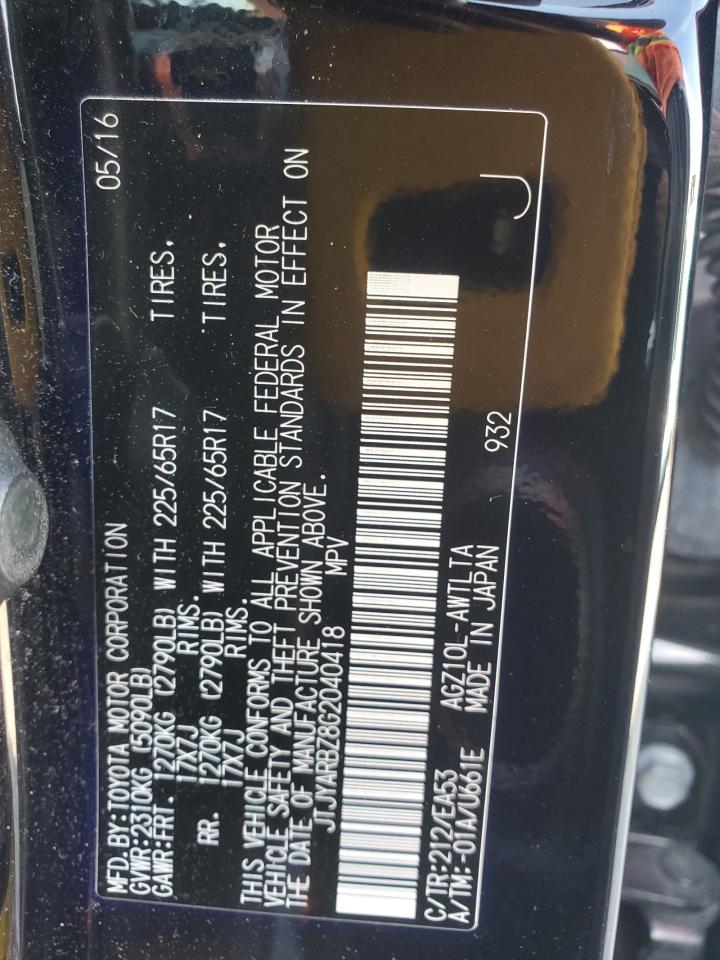 MFD. BY: TOYOTA MOTOR CORPORATION 05/16
GVWR: 2310KG (5090LB)
GAWR: FRT. 1270KG (2790LB) WITH 225/65R17 TIRES.
17X7J RIMS.
RR. 1270KG (2790LB) WITH 225/65R17 TIRES.
17X7J RIMS.
THIS VEHICLE CONFORMS TO ALL APPLICABLE FEDERAL MOTOR
VEHICLE SAFETY AND THEFT PREVENTION STANDARDS IN EFFECT ON
THE DATE OF MANUFACTURE SHOWN ABOVE.
JTJYARBZ8G2040418 MPV
C/TR: 212/EA53 AGZ10L-AWTLTA
A/TM: -01A/U661E MADE IN JAPAN 932 J